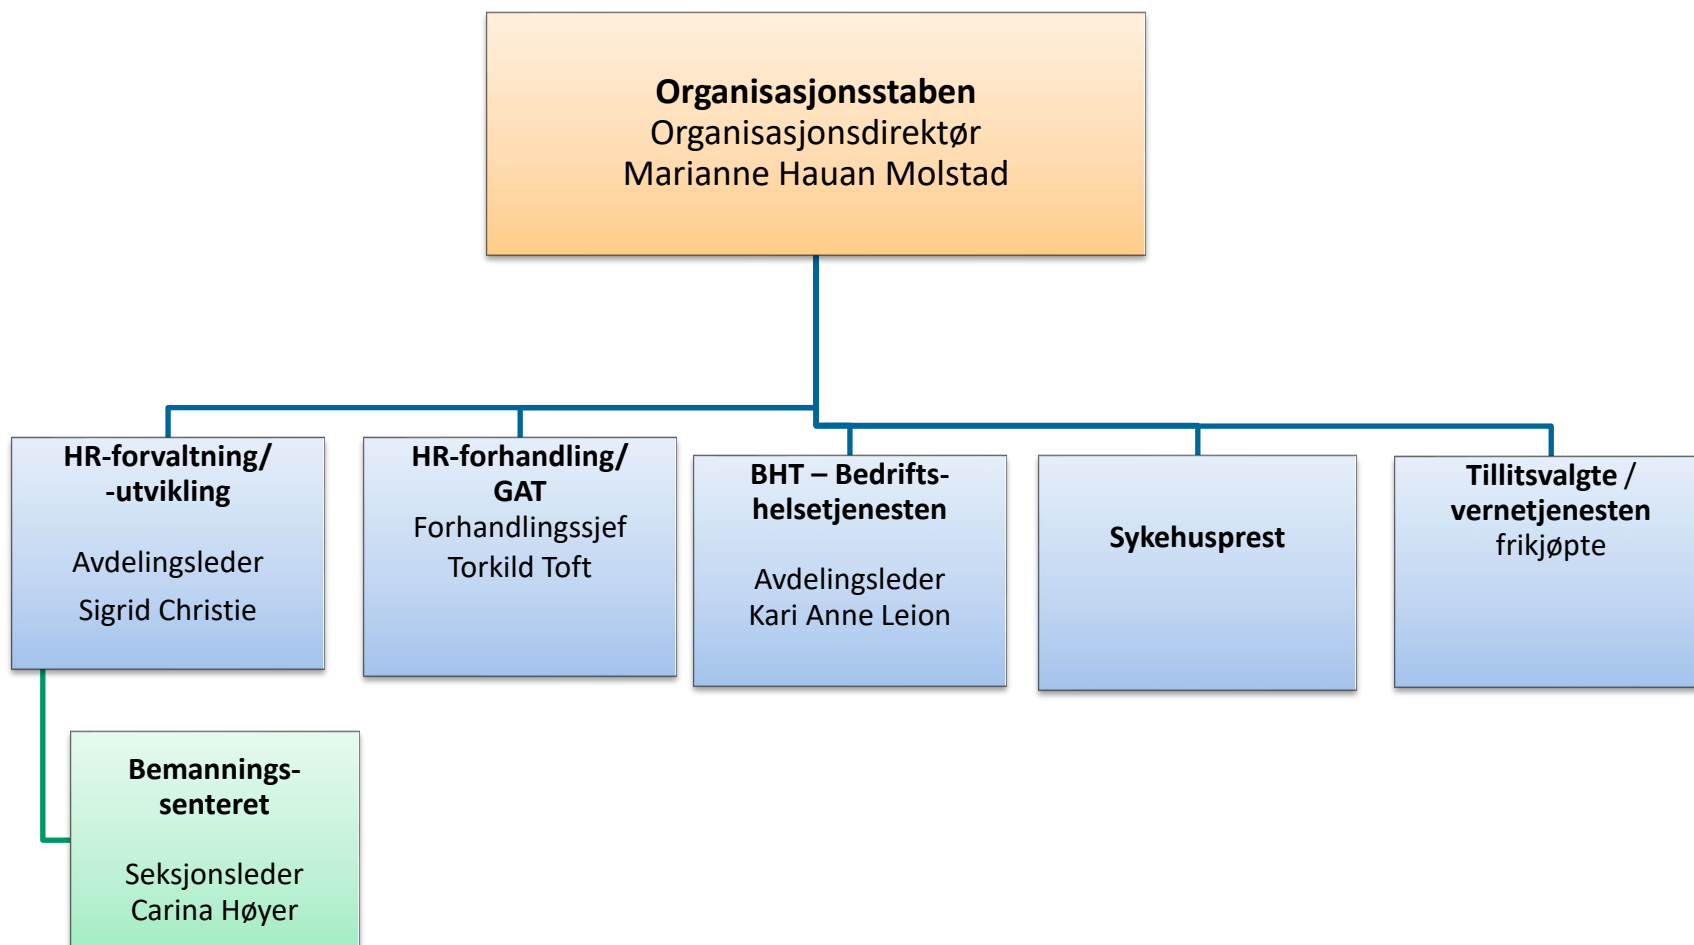 Organisasjonsstaben
Organisasjonsdirektør
Marianne Hauan Molstad
HR-forvaltning/
-utvikling
Avdelingsleder
Sigrid Christie
HR-forhandling/
GAT
Forhandlingssjef
Torkild Toft
BHT – Bedrifts-
helsetjenesten
Avdelingsleder
Kari Anne Leion
Sykehusprest
Tillitsvalgte /
vernetjenesten
frikjøpte
Bemannings-
senteret
Seksjonsleder
Carina Høyer